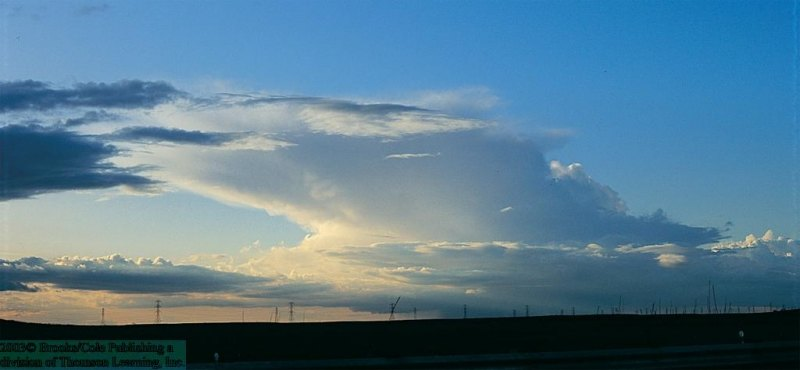 2003© Brooks/Cole Publishing a
division of Thomson Learning, Inc.